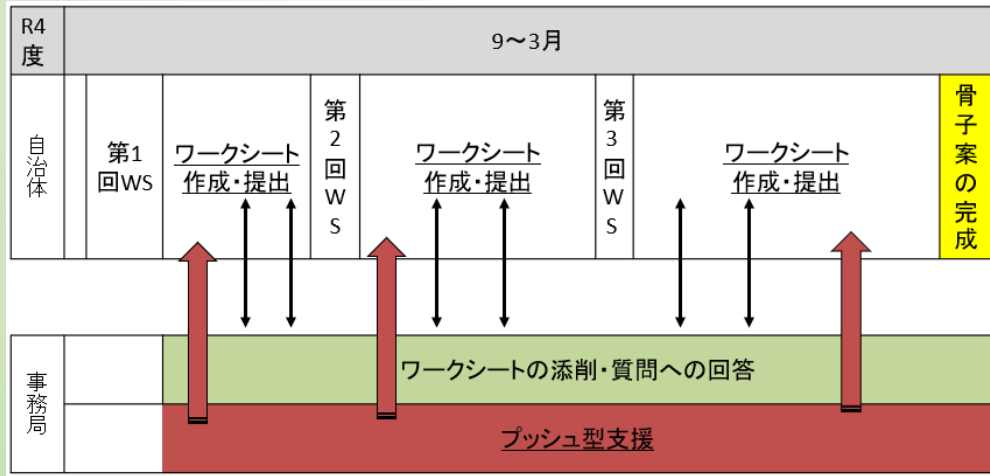 R4
度
9～3月
自治体
第1
回WS
ワークシート
作成・提出
第2回WS
ワークシート
作成・提出
第3回WS
ワークシート
作成・提出
骨子案の完成
事務局
ワークシートの添削・質問への回答
プッシュ型支援